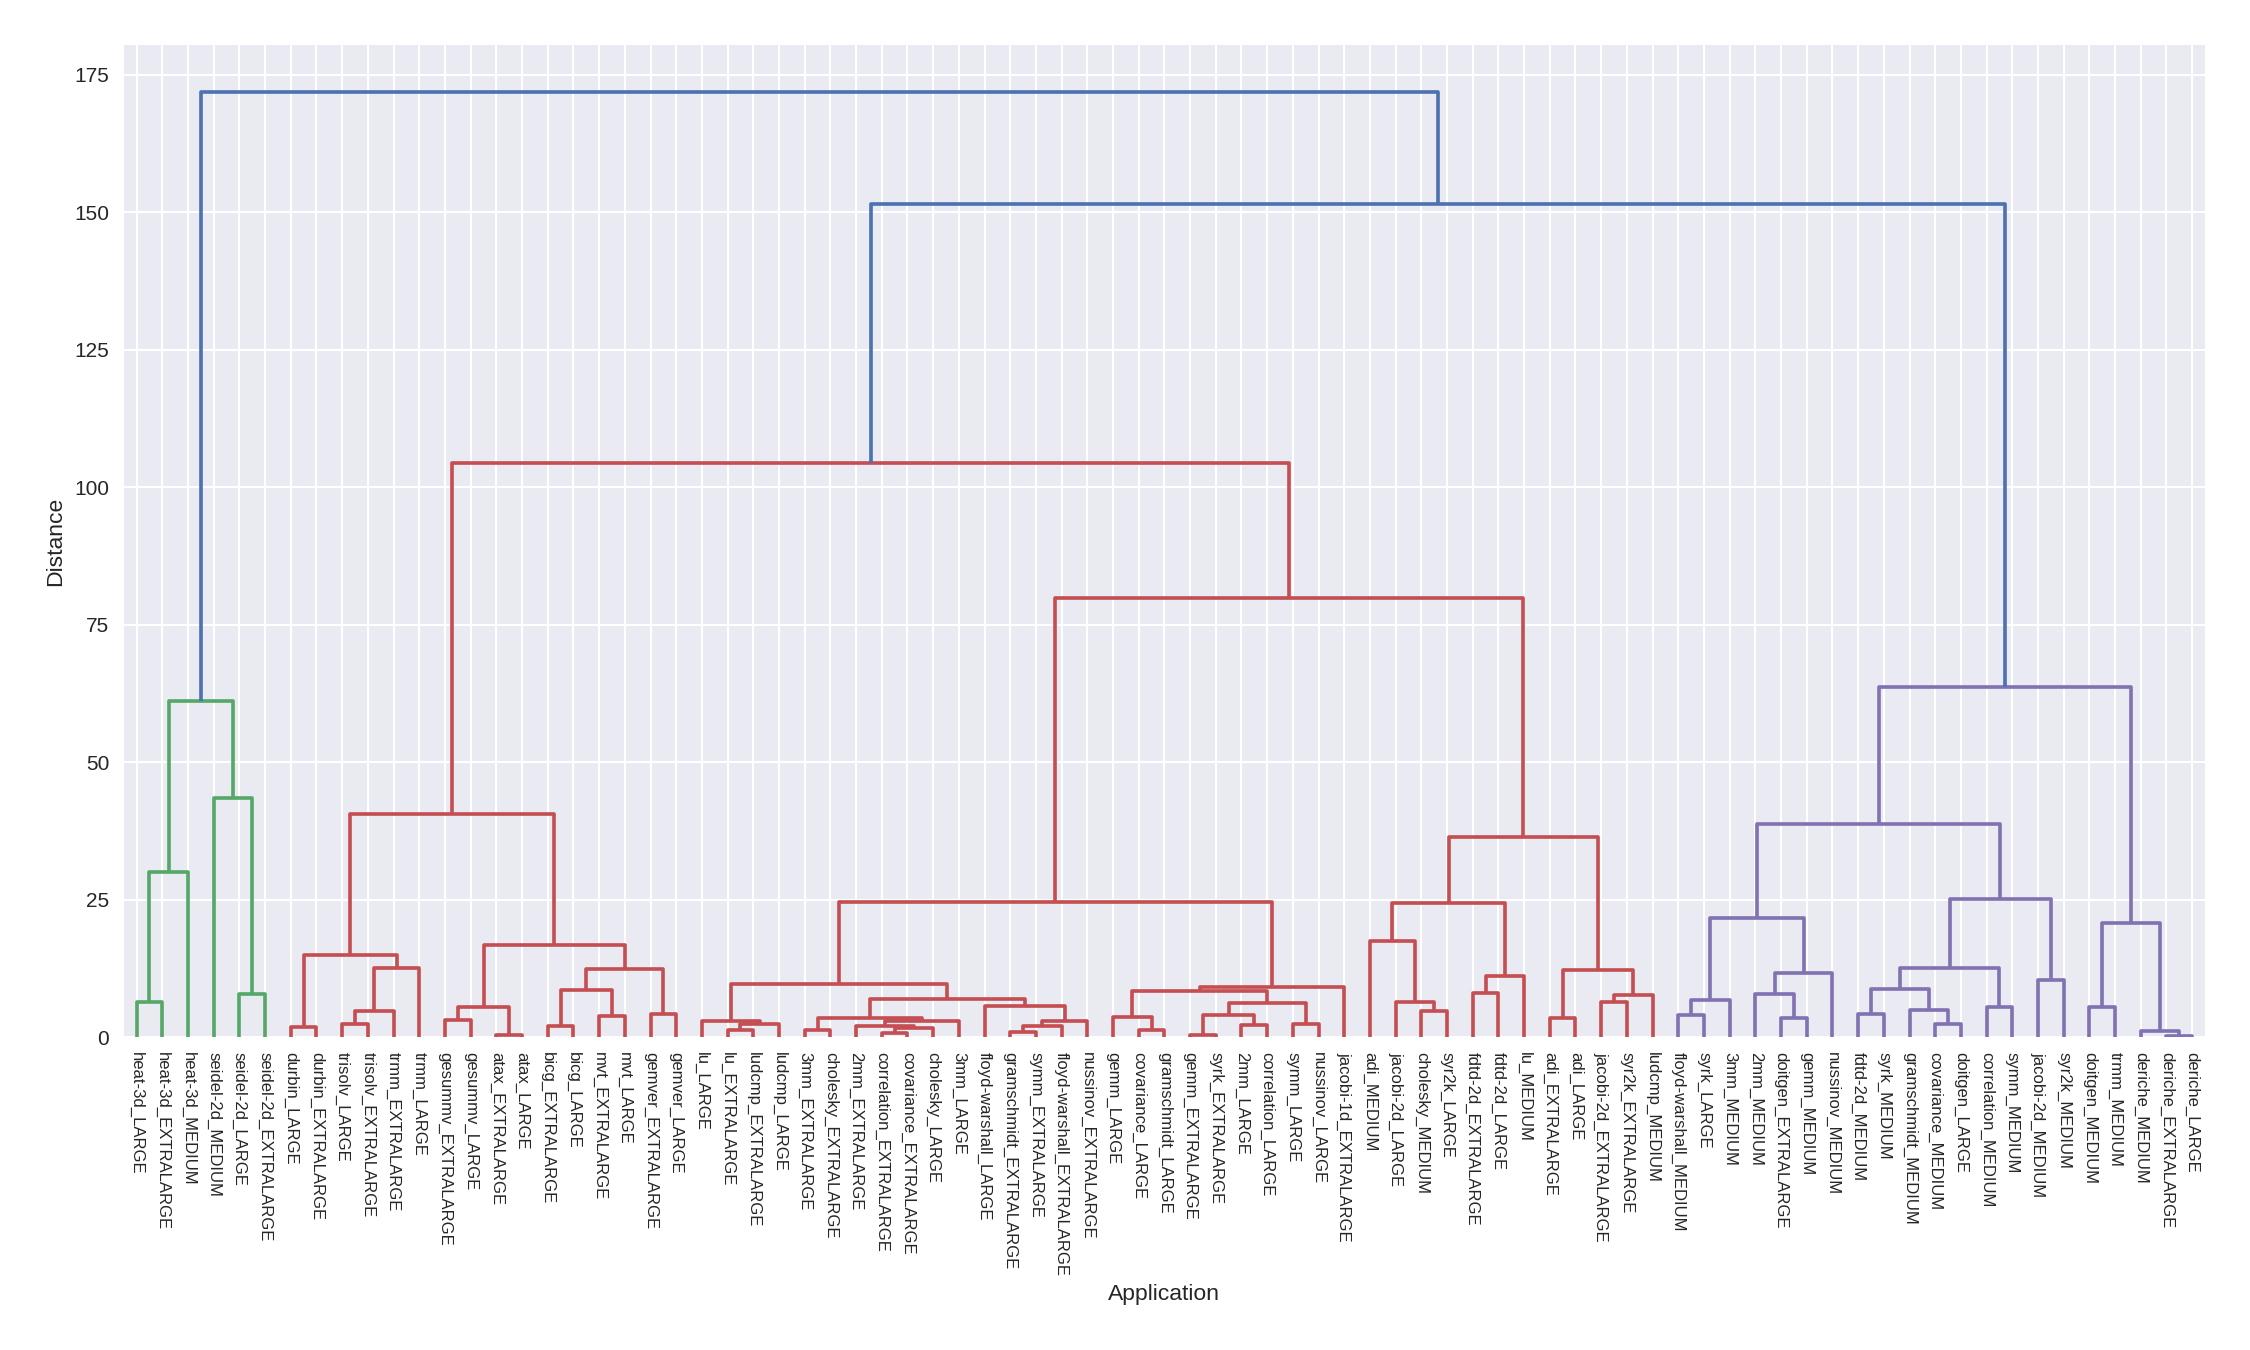 175
150
125
100
75
50
25
0
Distance
heat-3d_LARGE
heat-3d_EXTRALARGE
heat-3d_MEDIUM
seidel-2d_MEDIUM
seidel-2d_LARGE
seidel-2d_EXTRALARGE
durbin_LARGE
durbin_EXTRALARGE
trisolv_LARGE
trisolv_EXTRALARGE
trmm_EXTRALARGE
trmm_LARGE
gesummv_EXTRALARGE
gesummv_LARGE
atax_EXTRALARGE
atax_LARGE
bicg_EXTRALARGE
bicg_LARGE
mvt_EXTRALARGE
mvt_LARGE
gemver_EXTRALARGE
gemver_LARGE
lu_LARGE
lu_EXTRALARGE
ludcmp_EXTRALARGE
ludcmp_LARGE
3mm_EXTRALARGE
cholesky_EXTRALARGE
2mm_EXTRALARGE
correlation_EXTRALARGE
covariance_EXTRALARGE
cholesky_LARGE
3mm_LARGE
floyd-warshall_LARGE
gramschmidt_EXTRALARGE
symm_EXTRALARGE
floyd-warshall_EXTRALARGE
nussinov_EXTRALARGE
gemm_LARGE
covariance_LARGE
gramschmidt_LARGE
gemm_EXTRALARGE
syrk_EXTRALARGE
2mm_LARGE
correlation_LARGE
symm_LARGE
nussinov_LARGE
jacobi-1d_EXTRALARGE
adi_MEDIUM
jacobi-2d_LARGE
cholesky_MEDIUM
syr2k_LARGE
fdtd-2d_EXTRALARGE
fdtd-2d_LARGE
lu_MEDIUM
adi_EXTRALARGE
adi_LARGE
jacobi-2d_EXTRALARGE
syr2k_EXTRALARGE
ludcmp_MEDIUM
floyd-warshall_MEDIUM
syrk_LARGE
3mm_MEDIUM
2mm_MEDIUM
doitgen_EXTRALARGE
gemm_MEDIUM
nussinov_MEDIUM
fdtd-2d_MEDIUM
syrk_MEDIUM
gramschmidt_MEDIUM
covariance_MEDIUM
doitgen_LARGE
correlation_MEDIUM
symm_MEDIUM
jacobi-2d_MEDIUM
syr2k_MEDIUM
doitgen_MEDIUM
trmm_MEDIUM
deriche_MEDIUM
deriche_EXTRALARGE
deriche_LARGE
Application